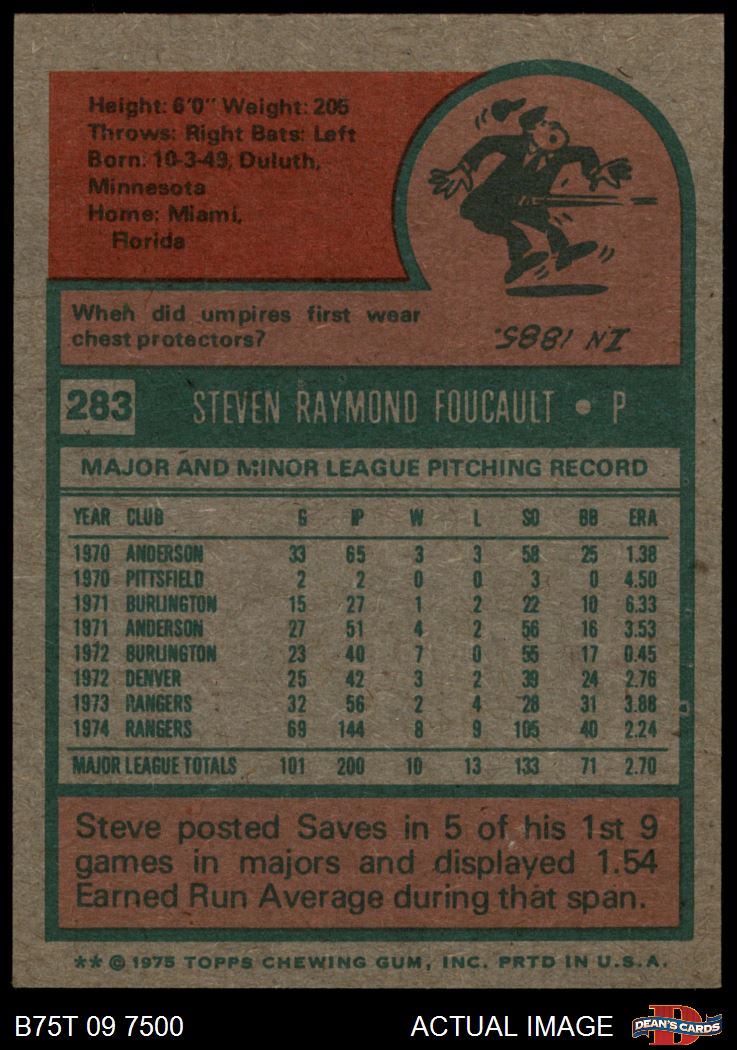 Height: 6'0" Weight: 205
Throws: Right Bats: Left
Born: 10-3-49, Duluth,
Minnesota
Home: Miami,
Florida
When did umpires first wear
chest protectors?
IN 1885.
283 STEVEN RAYMOND FOUCAULT • P
MAJOR AND MINOR LEAGUE PITCHING RECORD
YEAR CLUB G IP W L SO BB ERA
1970 ANDERSON 33 65 3 3 58 25 1.38
1970 PITTSFIELD 2 2 0 0 3 0 4.50
1971 BURLINGTON 15 27 1 2 22 10 6.33
1971 ANDERSON 27 51 4 2 56 16 3.53
1972 BURLINGTON 23 40 7 0 55 17 0.45
1972 DENVER 25 42 3 2 39 24 2.76
1973 RANGERS 32 56 2 4 28 31 3.88
1974 RANGERS 69 144 8 9 105 40 2.24
MAJOR LEAGUE TOTALS 101 200 10 13 133 71 2.70
Steve posted Saves in 5 of his 1st 9
games in majors and displayed 1.54
Earned Run Average during that span.
** © 1975 TOPPS CHEWING GUM, INC. PRTD IN U.S.A.
B75T 09 7500 ACTUAL IMAGE DEAN'S CARDS